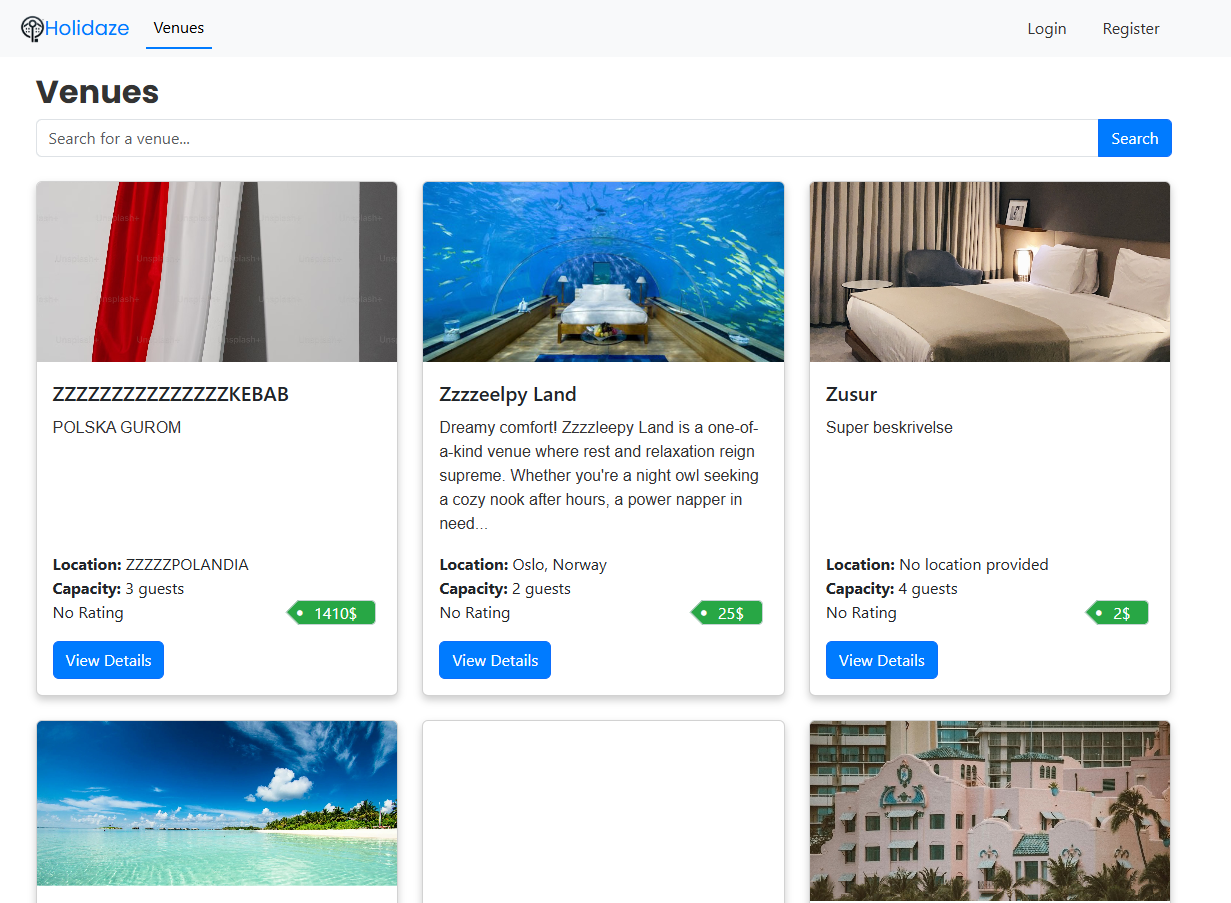 Holidaze
Venues
Login
Register
Venues
Search for a venue...
Search
ZZZZZZZZZZZZZZZKEBAB
POLSKA GUROM
Location: ZZZZZPOLANDIA
Capacity: 3 guests
No Rating
1410$
View Details
Zzzzeelpy Land
Dreamy comfort! Zzzzleepy Land is a one-of-
a-kind venue where rest and relaxation reign
supreme. Whether you're a night owl seeking
a cozy nook after hours, a power napper in
need...
Location: Oslo, Norway
Capacity: 2 guests
No Rating
25$
View Details
Zusur
Super beskrivelse
Location: No location provided
Capacity: 4 guests
No Rating
2$
View Details